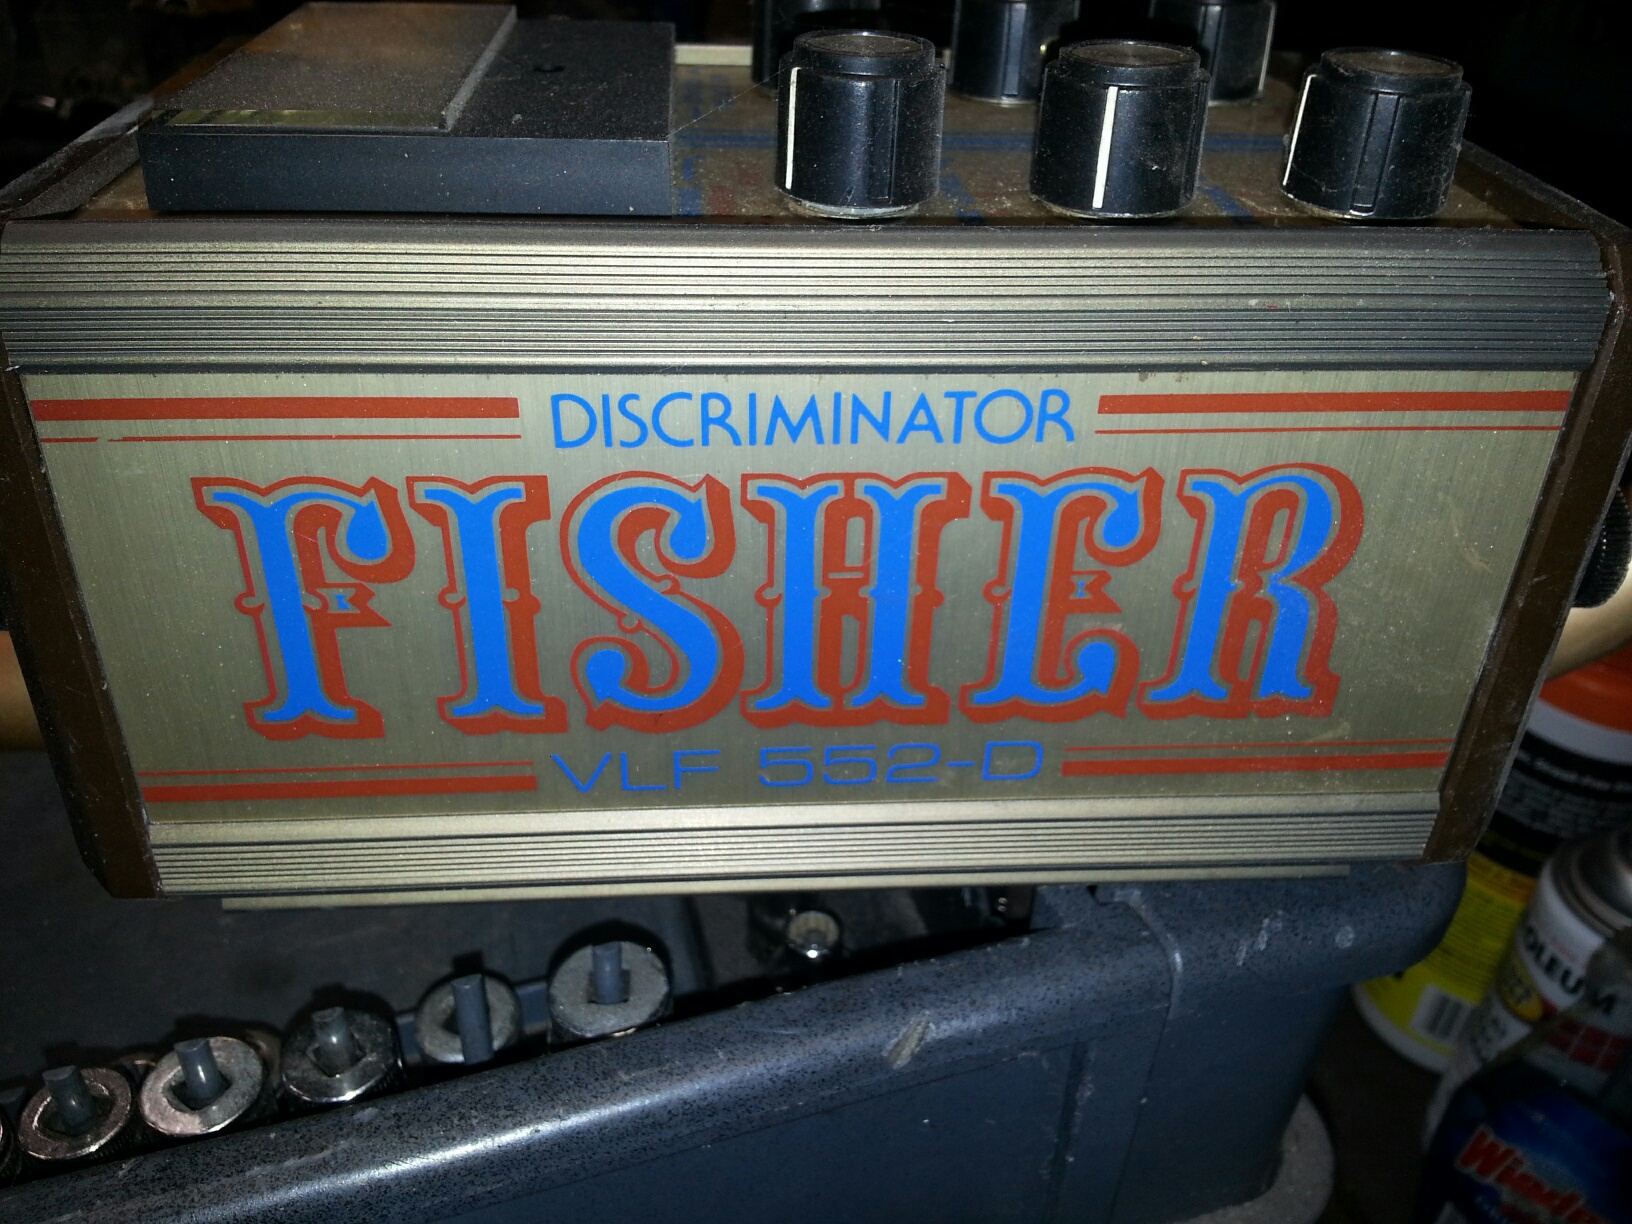 DISCRIMINATOR
FISHER
VLF 552-D